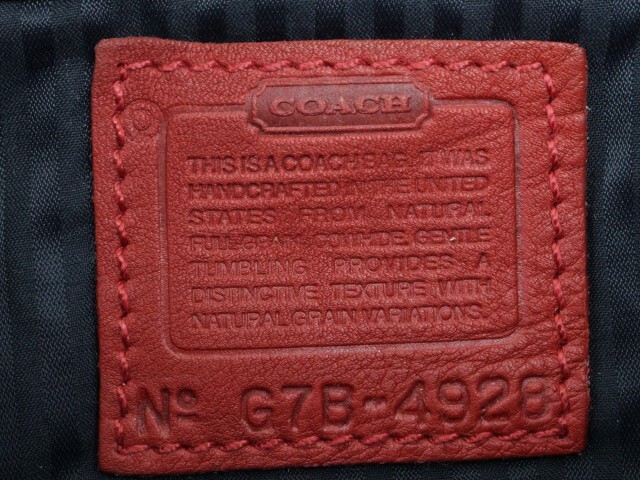 COACH
THIS IS A COACH BAG. IT WAS
HANDCRAFTED IN THE UNITED
STATES FROM NATURAL
FULL GRAIN COWHIDE. GENTLE
TUMBLING PROVIDES A
DISTINCTIVE TEXTURE WITH
NATURAL GRAIN VARIATIONS.
Nº G7B-4928